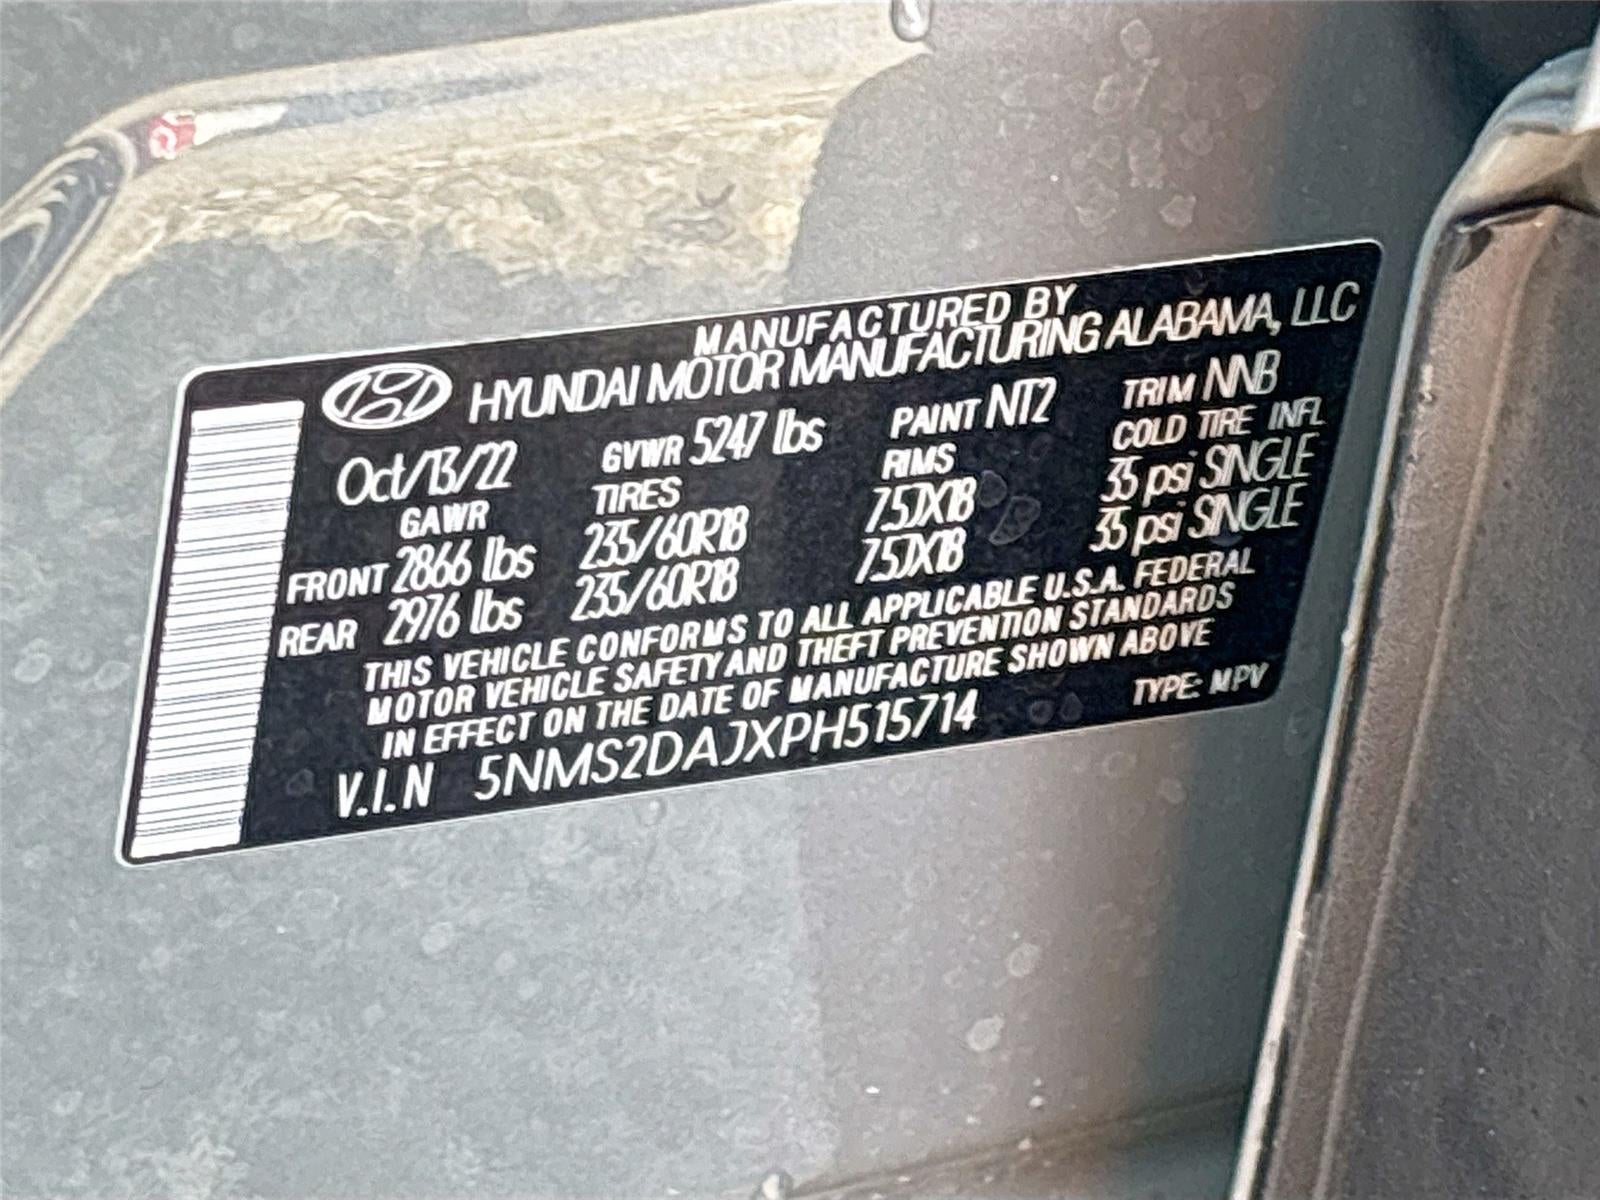 MANUFACTURED BY
HYUNDAI MOTOR MANUFACTURING ALABAMA, LLC
Oct/13/22 GVWR 5247 lbs PAINT NT2 TRIM NNB
GAWR TIRES RIMS COLD TIRE INFL
FRONT 2866 lbs 235/60R18 7.5JX18 35 psi SINGLE
REAR 2976 lbs 235/60R18 7.5JX18 35 psi SINGLE
THIS VEHICLE CONFORMS TO ALL APPLICABLE U.S.A. FEDERAL
MOTOR VEHICLE SAFETY AND THEFT PREVENTION STANDARDS
IN EFFECT ON THE DATE OF MANUFACTURE SHOWN ABOVE
V.I.N 5NMS2DAJXPH515714 TYPE: MPV